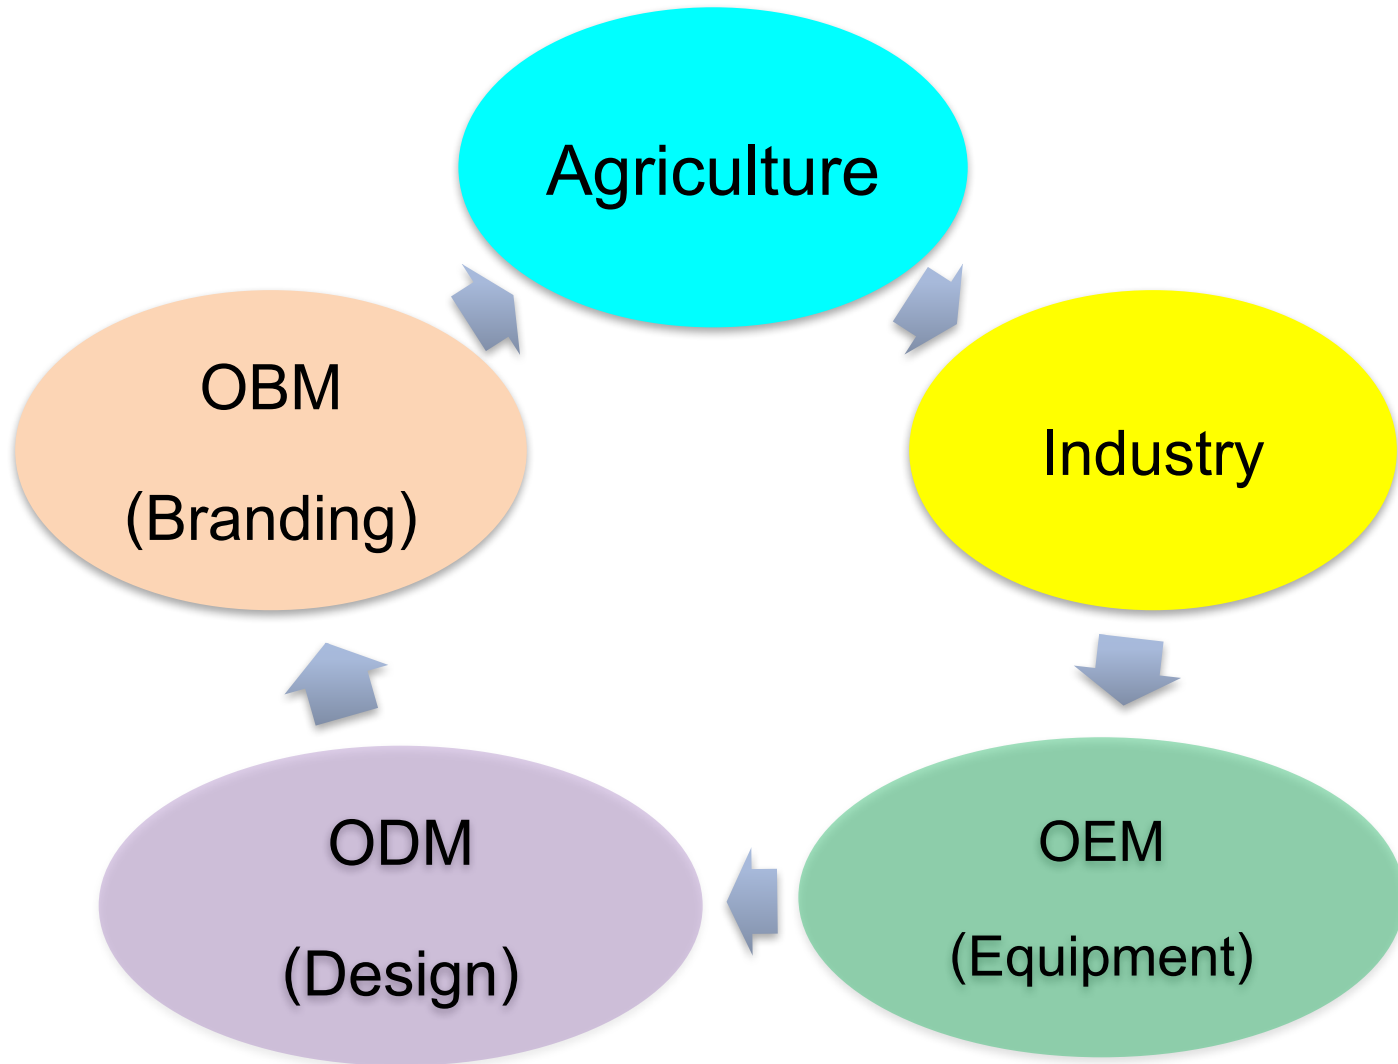 Agriculture
Industry
OEM
(Equipment)
ODM
(Design)
OBM
(Branding)